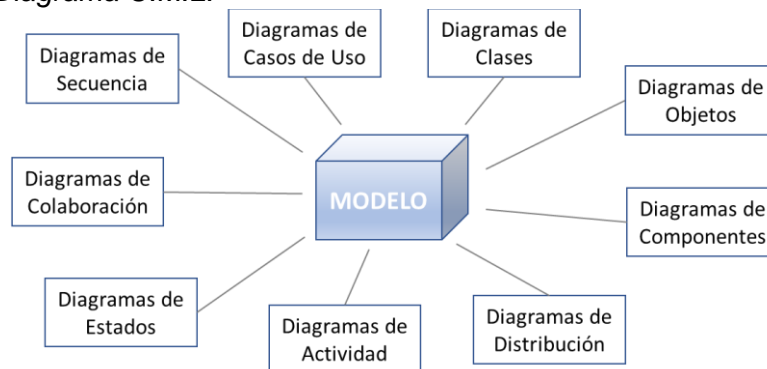 Diagrama U.M.L.
Diagramas de
Casos de Uso
Diagramas de
Clases
Diagramas de
Secuencia
Diagramas de
Objetos
Diagramas de
Colaboración
MODELO
Diagramas de
Componentes
Diagramas de
Estados
Diagramas de
Actividad
Diagramas de
Distribución